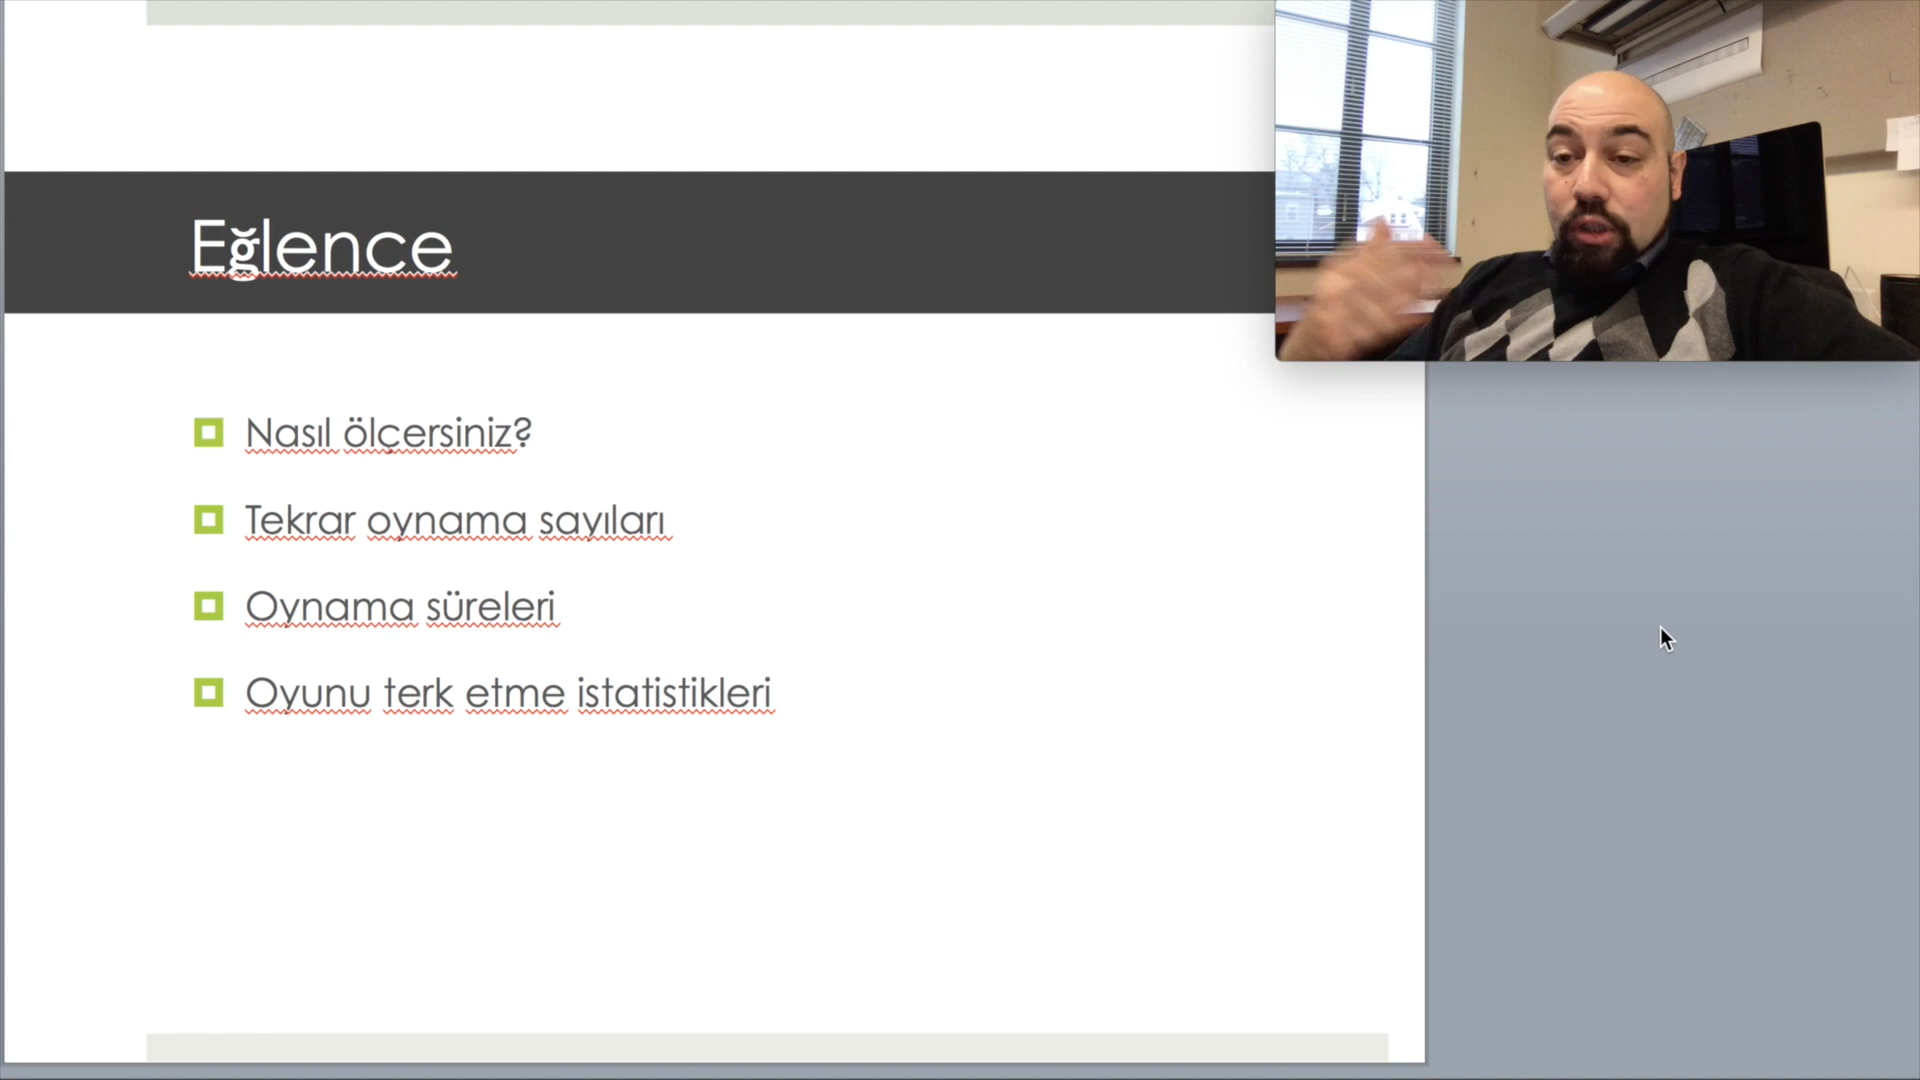 Eğlence
Nasıl ölçersiniz?
Tekrar oynama sayıları
Oynama süreleri
Oyunu terk etme istatistikleri